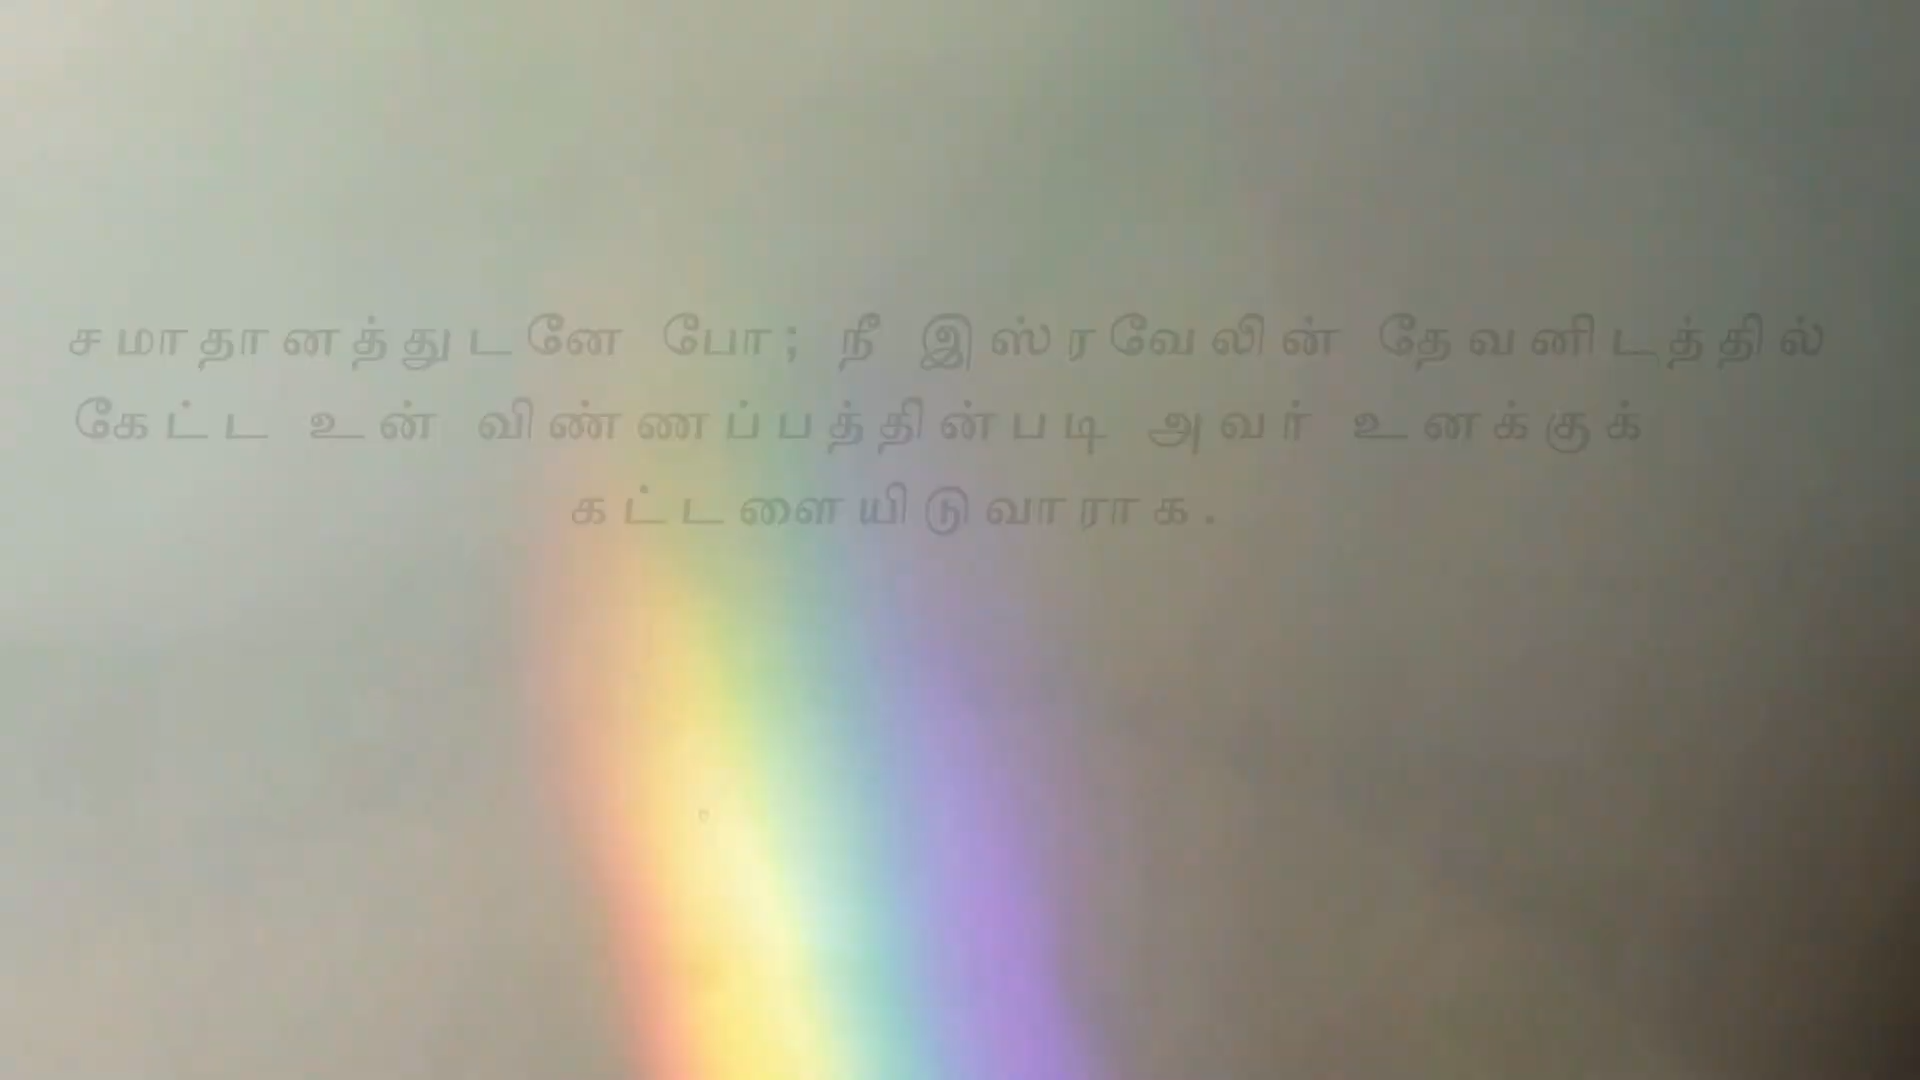 சமாதானத்துடனே போ; நீ இஸ்ரவேலின் தேவனிடத்தில்
கேட்ட உன் விண்ணப்பத்தின்படி அவர் உனக்குக்
கட்டளையிடுவாராக.